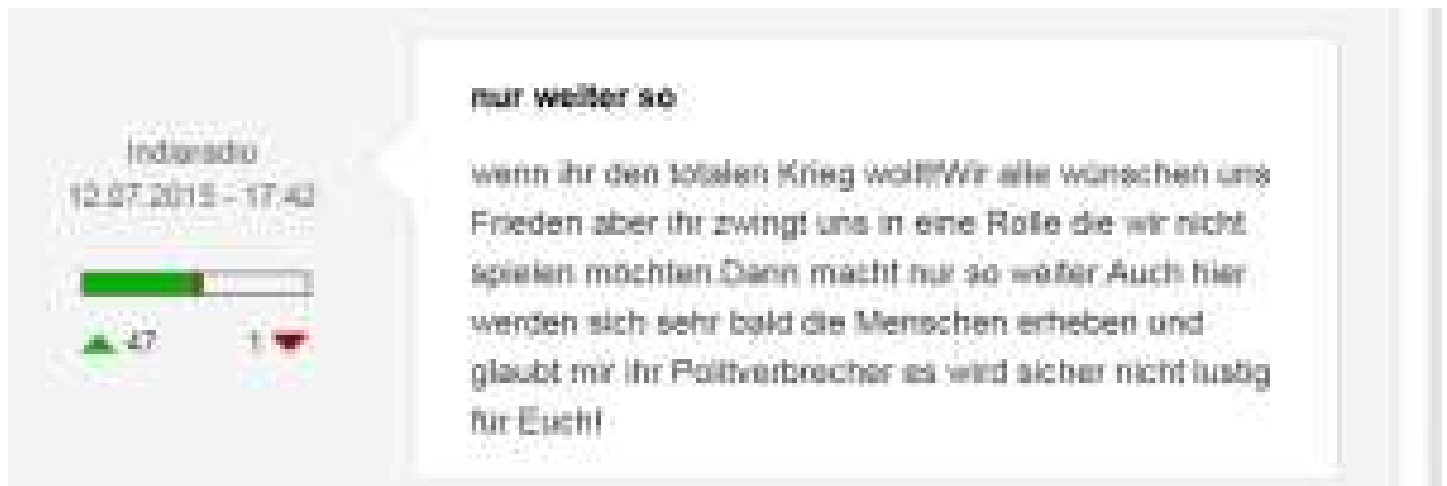 nur weiter so
Indianadio
12.07.2015 - 17:42
wenn ihr den totalen Krieg wollt!Wir alle wünschen uns
Frieden aber ihr zwingt uns in eine Rolle die wir nicht
spielen möchten.Dann macht nur so weiter.Auch hier
47
1
werden sich sehr bald die Menschen erheben und
glaubt mir ihr Politverbrecher es wird sicher nicht lustig
für Euch!